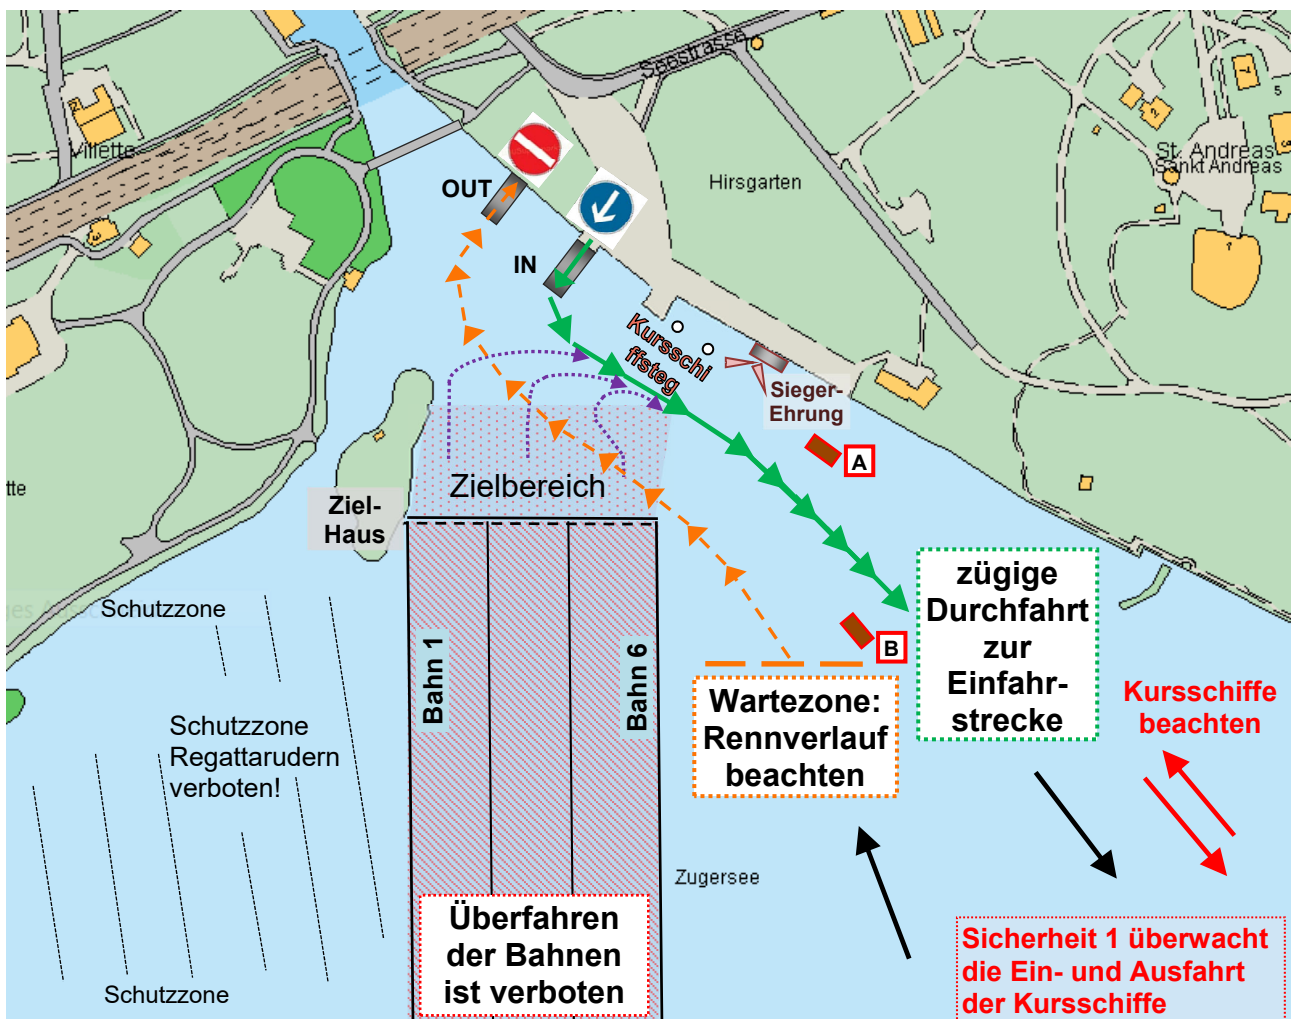 Seestrasse
Villette
OUT
Hirsgarten
St. Andreas
Sankt Andreas
IN
Kursschi
ffsteg
Sieger-
Ehrung
A
Zielbereich
Ziel-
Haus
tte
zügige
Durchfahrt
zur
Einfahr-
strecke
Schutzzone
Bahn 1
Bahn 6
B
Wartezone:
Rennverlauf
beachten
Kursschiffe
beachten
Schutzzone
Regattarudern
verboten!
Zugersee
Überfahren
der Bahnen
ist verboten
Sicherheit 1 überwacht
die Ein- und Ausfahrt
der Kursschiffe
Schutzzone